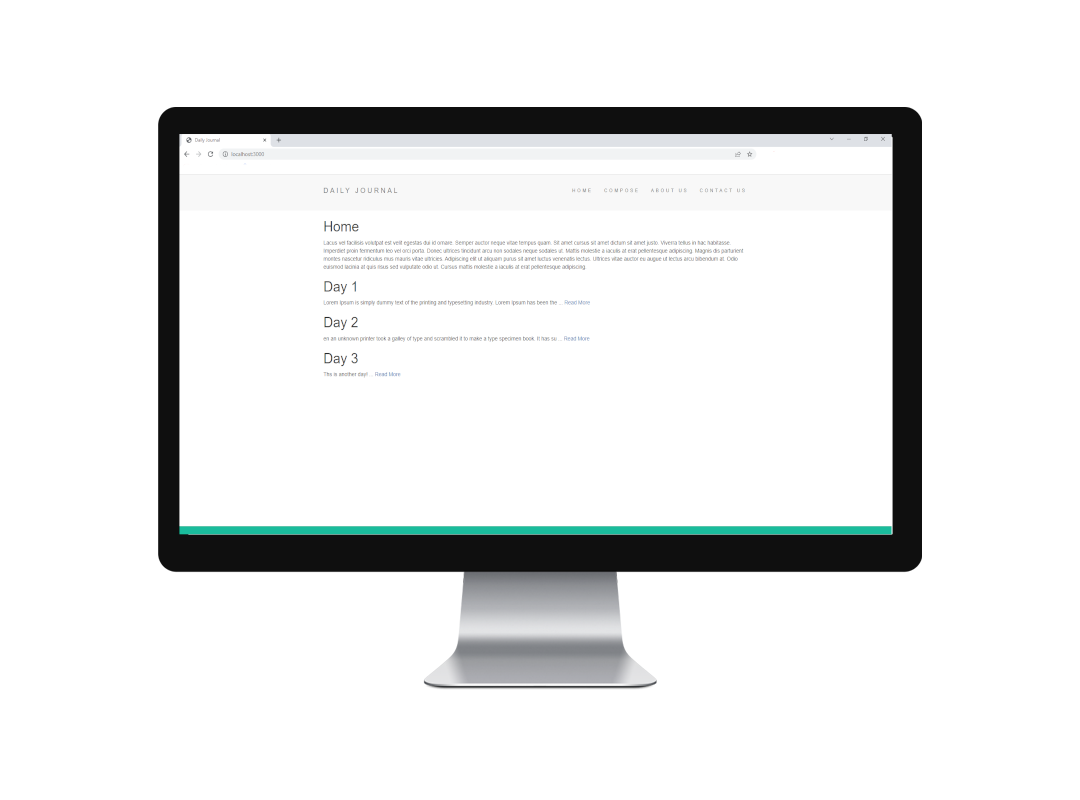 Daily Journal
localhost:3000
DAILY JOURNAL
HOME COMPOSE ABOUT US CONTACT US
Home
Lacus vel facilisis volutpat est velit egestas dui id ornare. Semper auctor neque vitae tempus quam. Sit amet cursus sit amet dictum sit amet justo. Viverra tellus in hac habitasse.
Imperdiet proin fermentum leo vel orci porta. Donec ultrices tincidunt arcu non sodales neque sodales ut. Mattis molestie a iaculis at erat pellentesque adipiscing. Magnis dis parturient
montes nascetur ridiculus mus mauris vitae ultricies. Adipiscing elit ut aliquam purus sit amet luctus venenatis lectus. Ultrices vitae auctor eu augue ut lectus arcu bibendum at. Odio
euismod lacinia at quis risus sed vulputate odio ut. Cursus mattis molestie a iaculis at erat pellentesque adipiscing.
Day 1
Lorem Ipsum is simply dummy text of the printing and typesetting industry. Lorem Ipsum has been the ... Read More
Day 2
en an unknown printer took a galley of type and scrambled it to make a type specimen book. It has su ... Read More
Day 3
This is another day! ... Read More